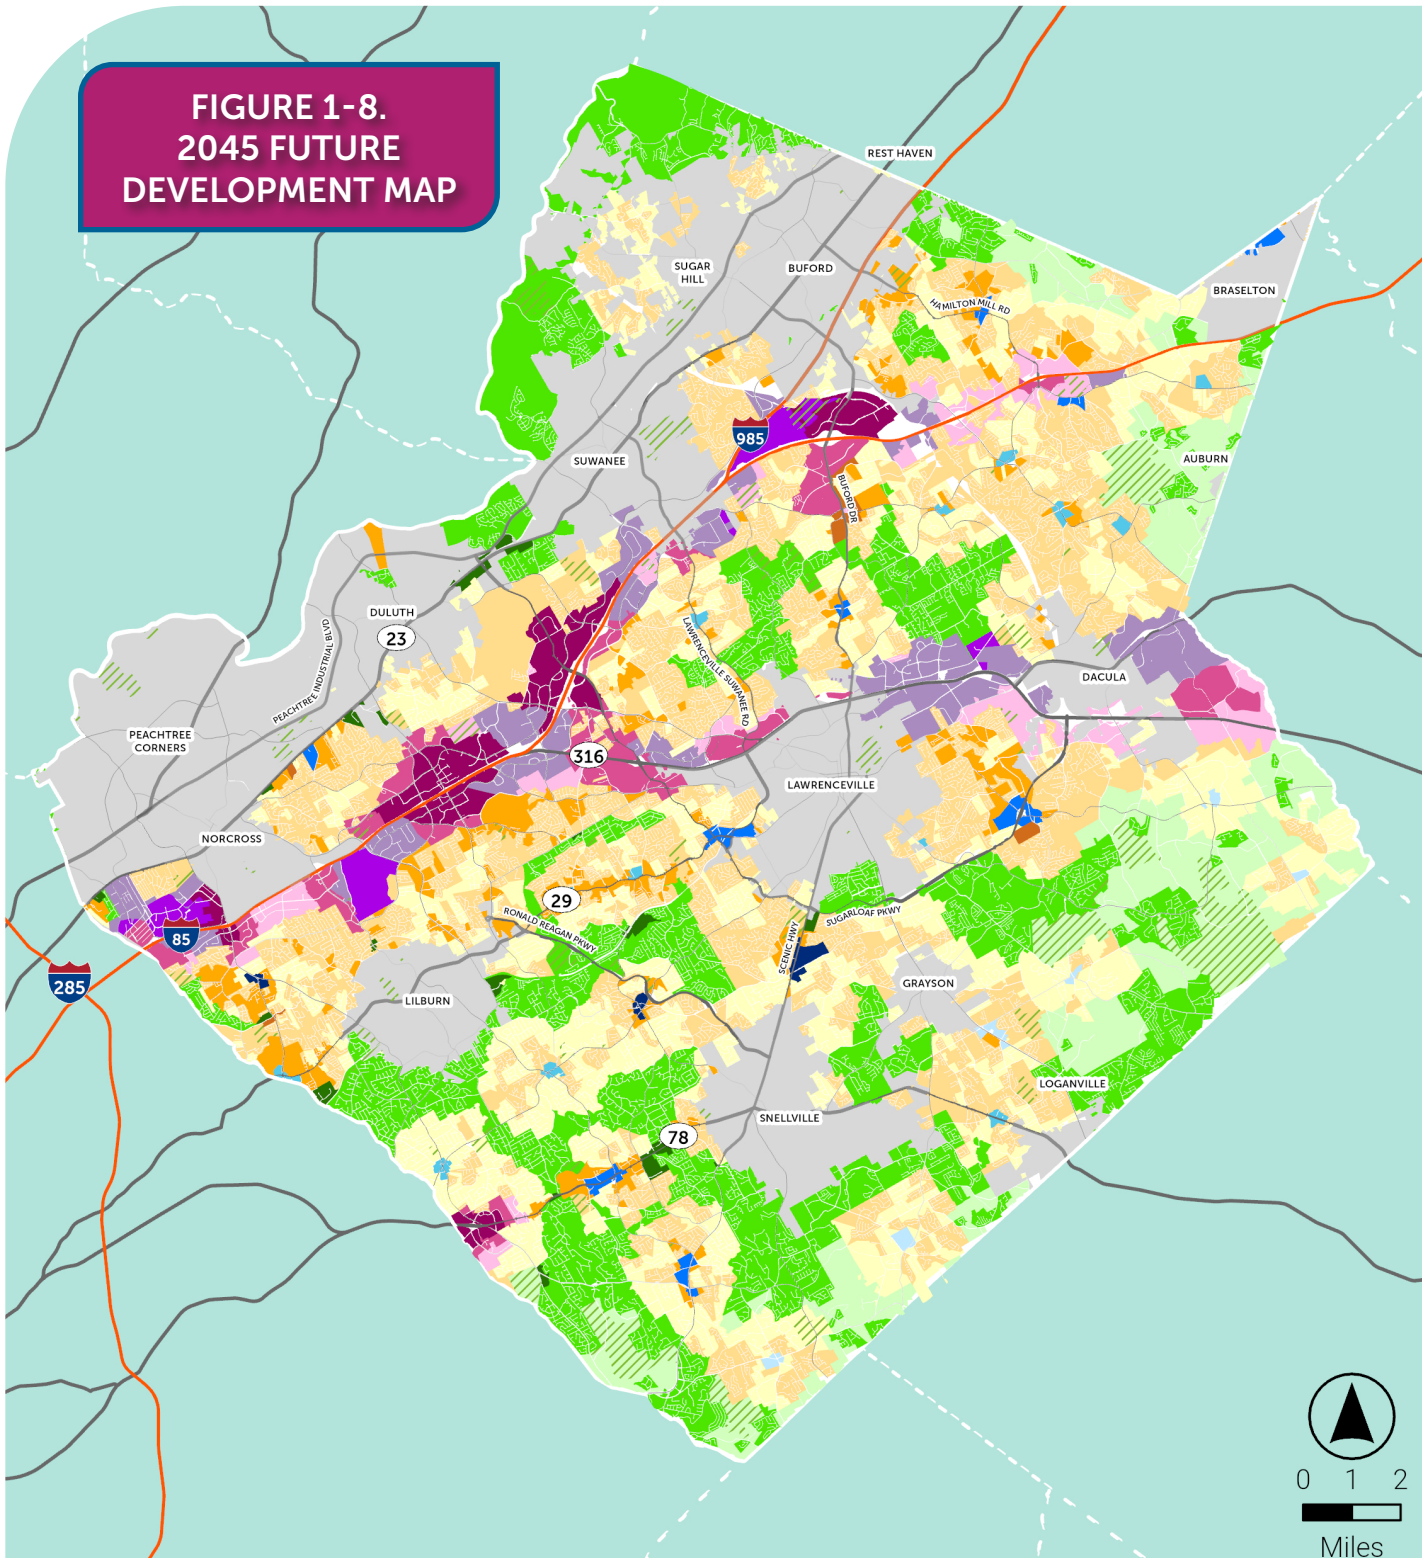 FIGURE 1-8.
2045 FUTURE
DEVELOPMENT MAP
REST HAVEN
SUGAR
HILL
BUFORD
BRASELTON
HAMILTON MILL RD
985
SUWANEE
AUBURN
BUFORD DR
DULUTH
23
PEACHTREE INDUSTRIAL BLVD
LAWRENCEVILLE SUWANEE RD
DACULA
PEACHTREE
CORNERS
316
LAWRENCEVILLE
NORCROSS
29
RONALD REAGAN PKWY
SUGARLOAF PKWY
SCENIC HWY
85
285
GRAYSON
LILBURN
LOGANVILLE
SNELLVILLE
78
0 1 2
Miles